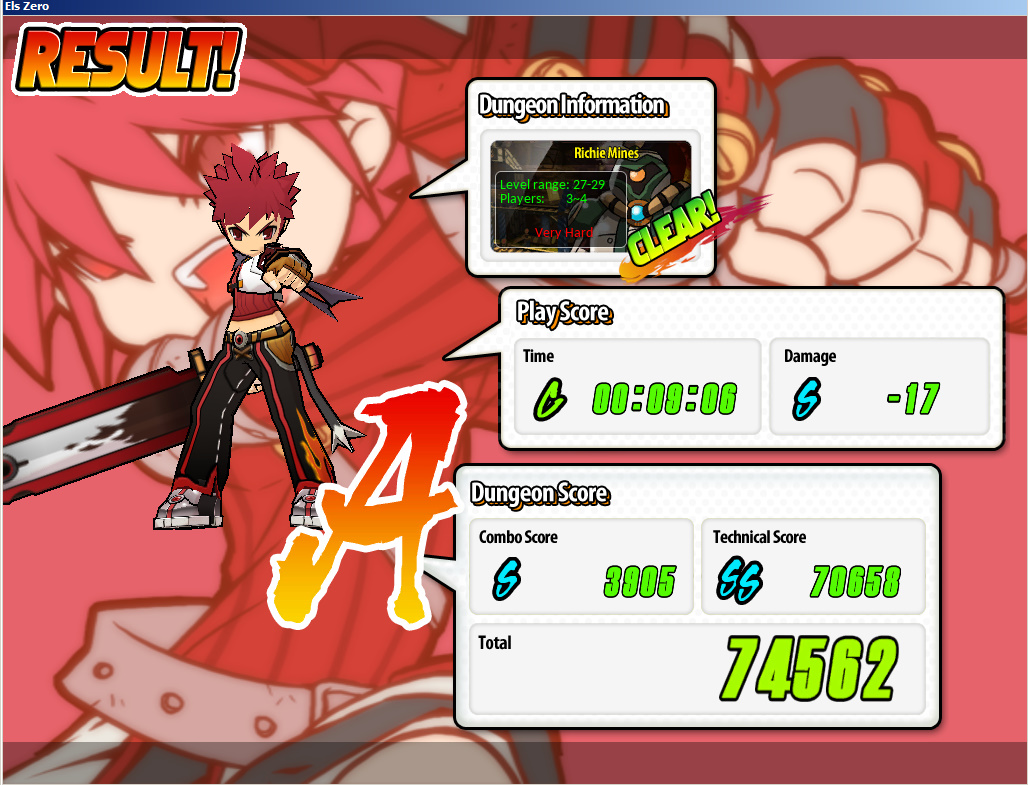 Els Zero
RESULT!
Dungeon Information
Richie Mines
Level range: 27-29
Players: 3~4
Very Hard
CLEAR!
Play Score
Time
Damage
C 00:09:06
S -17
A
Dungeon Score
Combo Score
Technical Score
S 3905
SS 70658
Total
74562